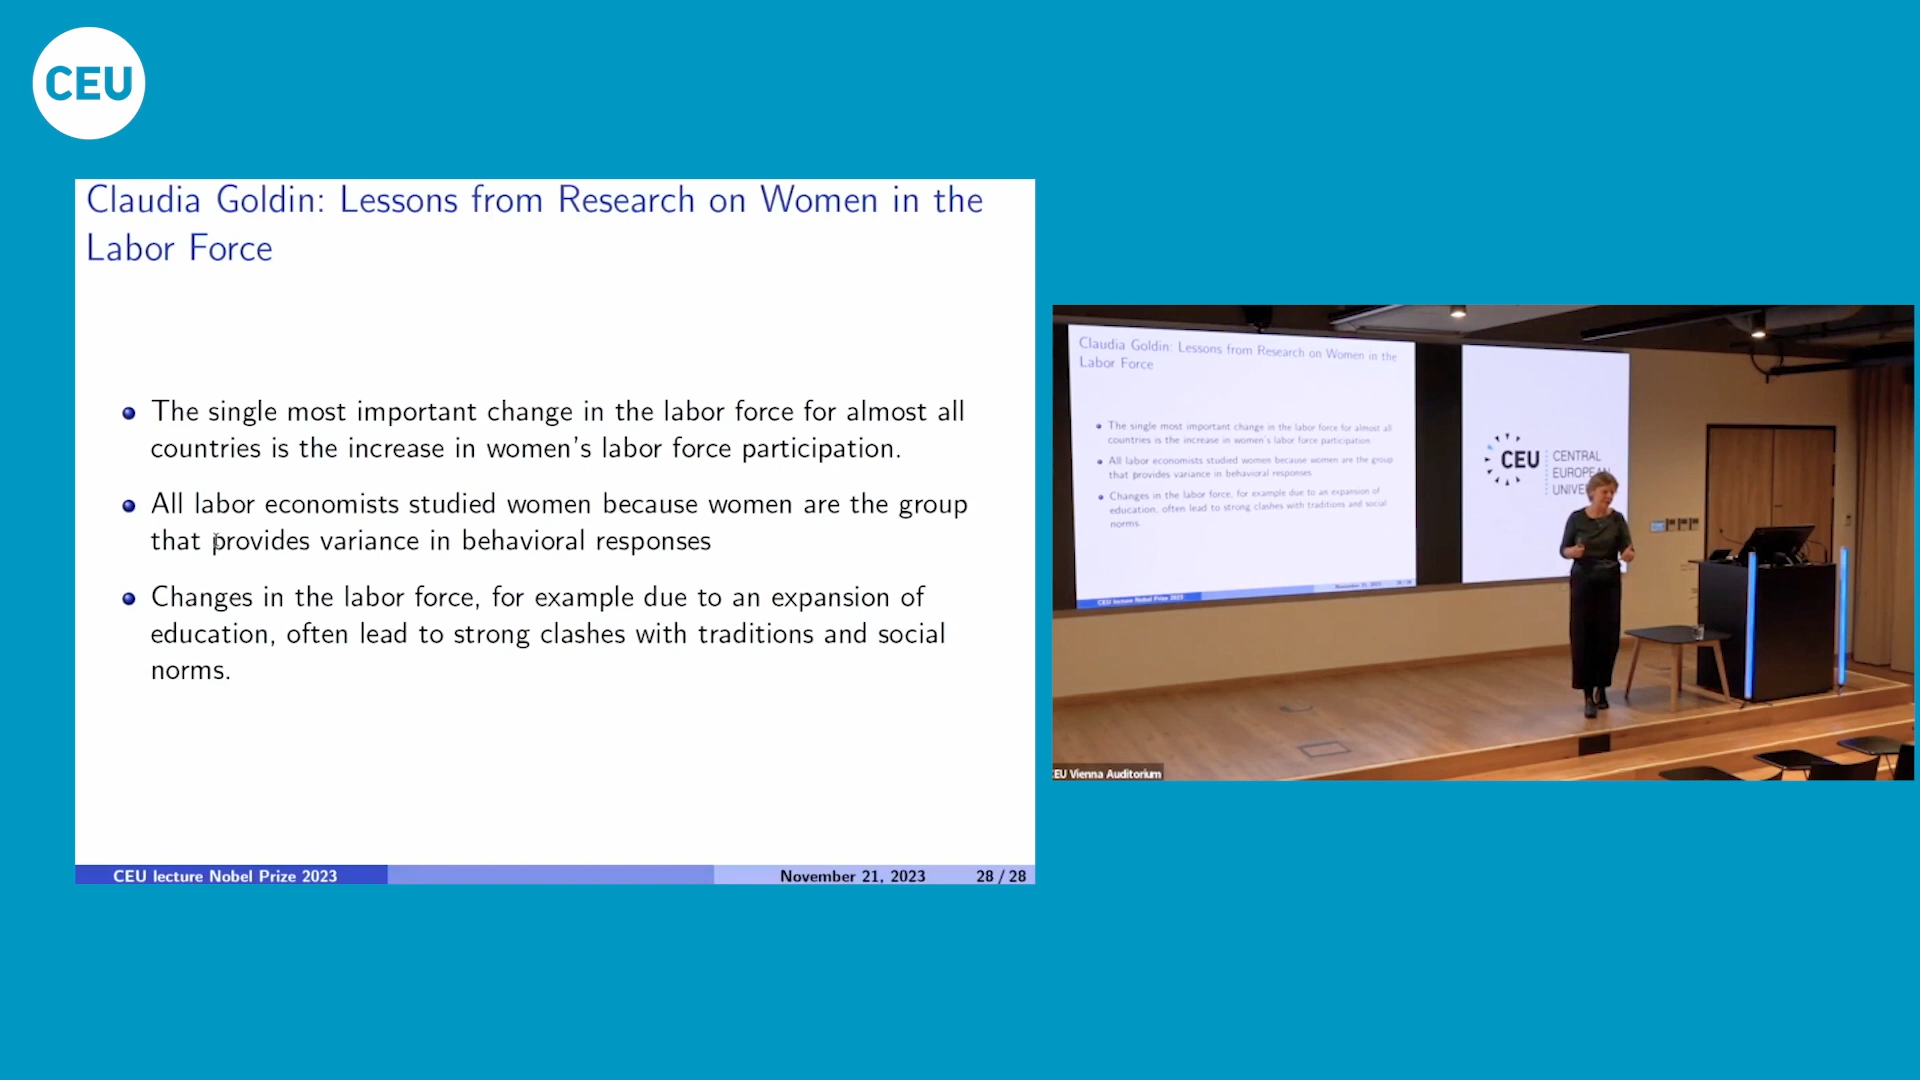 CEU
Claudia Goldin: Lessons from Research on Women in the
Labor Force
The single most important change in the labor force for almost all
countries is the increase in women's labor force participation.
All labor economists studied women because women are the group
that provides variance in behavioral responses
Changes in the labor force, for example due to an expansion of
education, often lead to strong clashes with traditions and social
norms.
CEU lecture Nobel Prize 2023
November 21, 2023
28 / 28
Claudia Goldin: Lessons from Research on Women in the
Labor Force
The single most important change in the labor force for almost all
countries is the increase in women's labor force participation
All labor economists studied women because women are the group
that provides variance in behavioral responses
Changes in the labor force, for example due to an expansion of
education, often lead to strong clashes with traditions and social
norms.
CEU lecture Nobel Prize 2023
November 21, 2023
28 / 28
CEU
CENTRAL
EUROPEAN
UNIVE
EU Vienna Auditorium